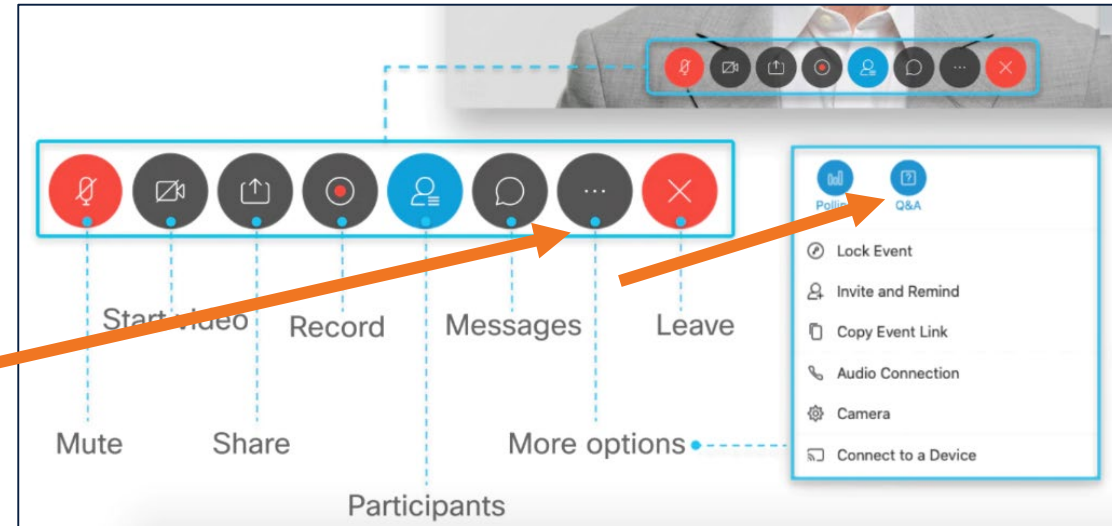 Polling Q&A
Lock Event
Invite and Remind
Copy Event Link
Audio Connection
Camera
Connect to a Device
Start video Record Messages Leave
Mute Share More options
Participants